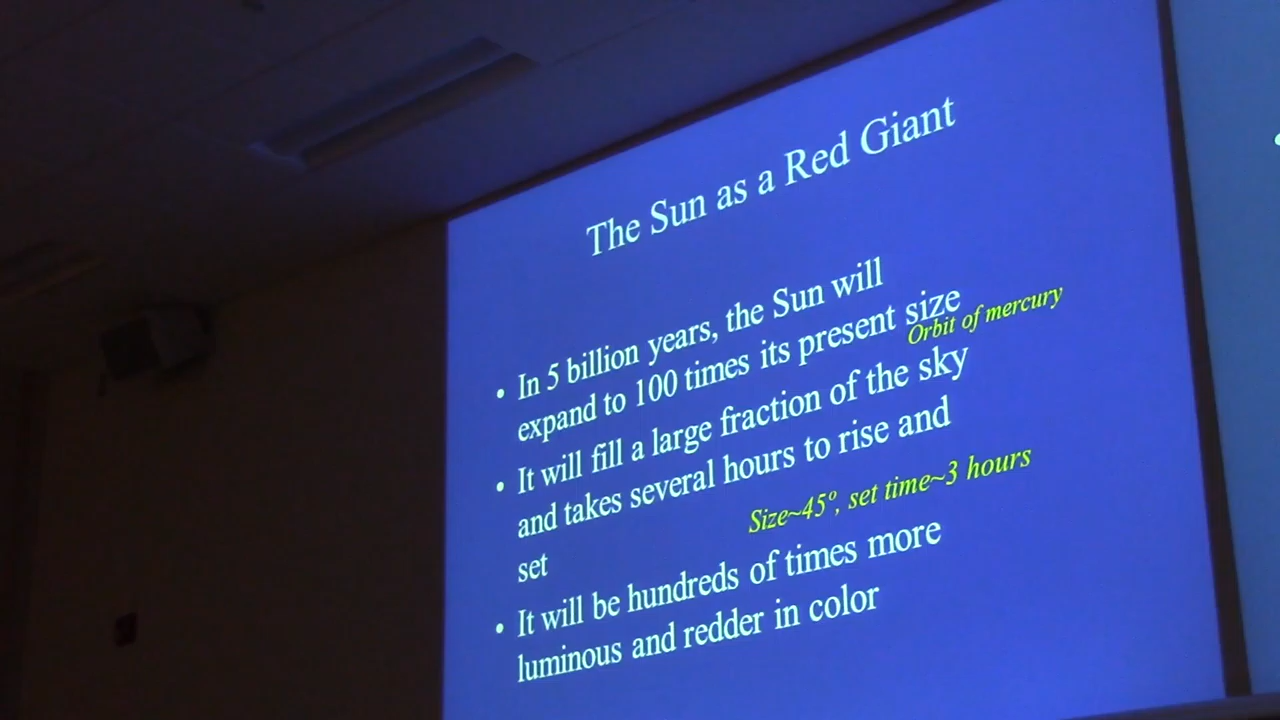 The Sun as a Red Giant
• In 5 billion years, the Sun will
expand to 100 times its present size
Orbit of mercury
• It will fill a large fraction of the sky
and takes several hours to rise and
set
Size~45º, set time~3 hours
• It will be hundreds of times more
luminous and redder in color